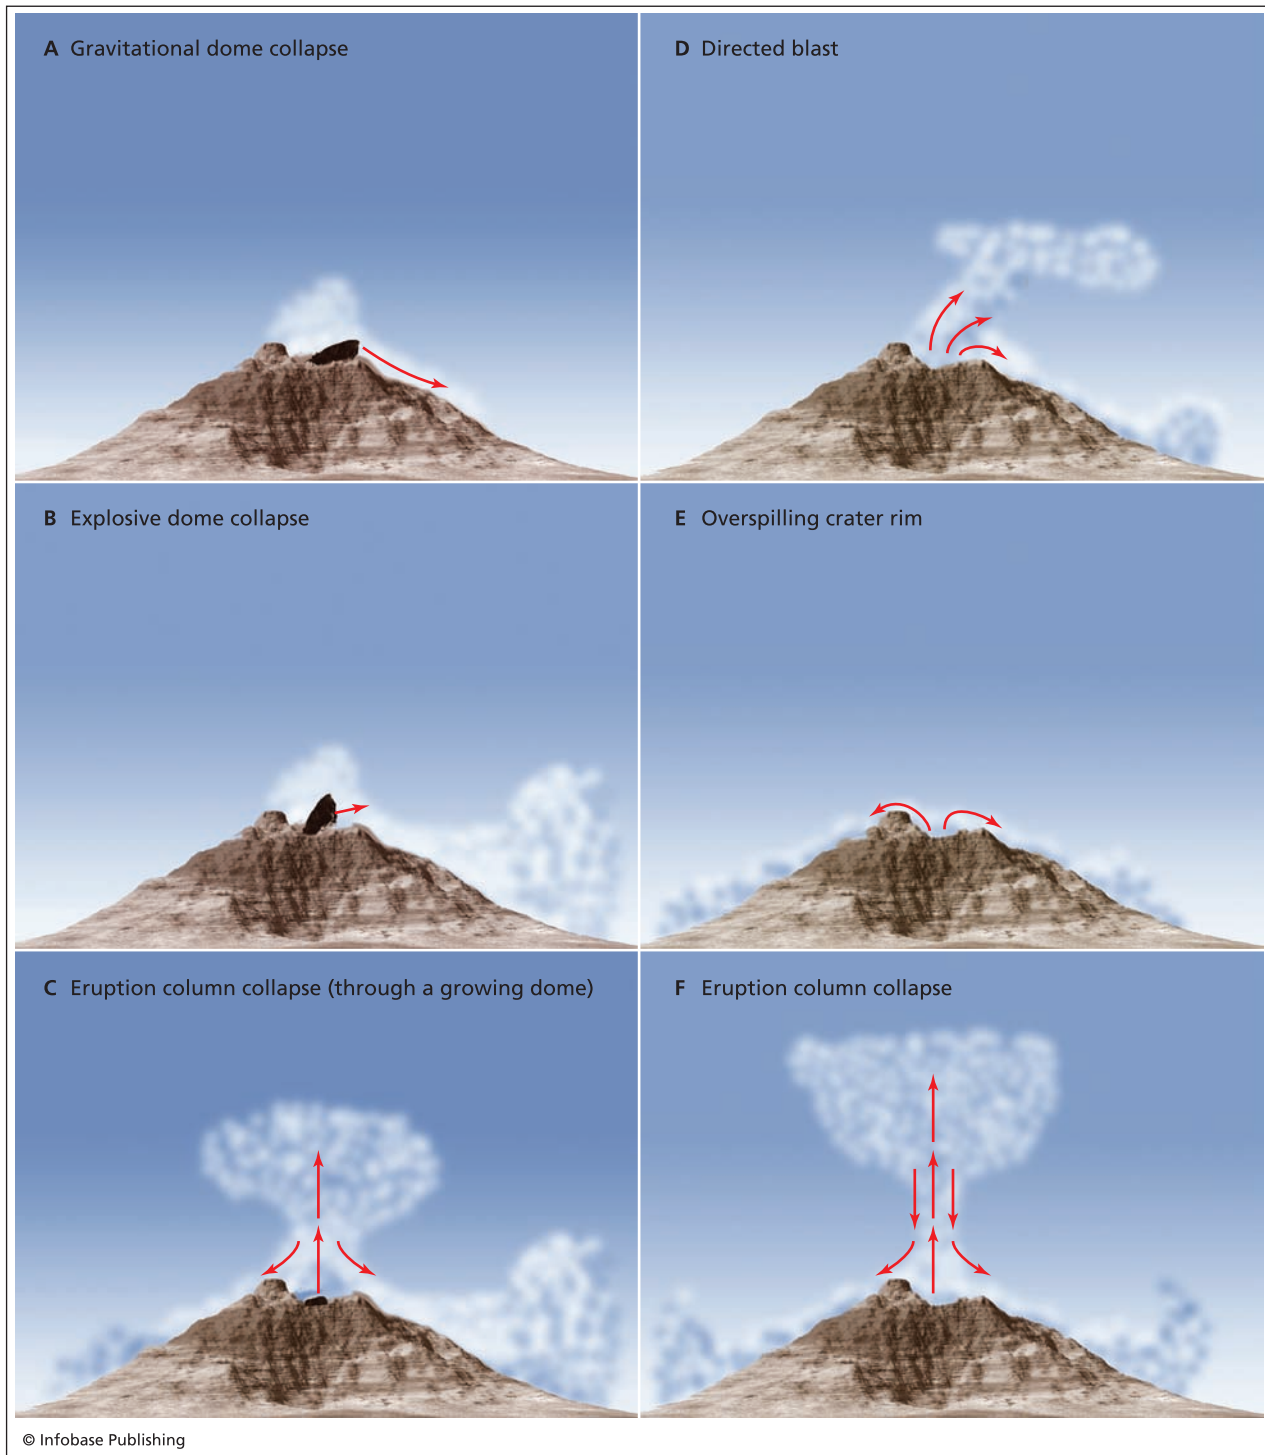 A Gravitational dome collapse
D Directed blast
B Explosive dome collapse
E Overspilling crater rim
C Eruption column collapse (through a growing dome)
F Eruption column collapse
© Infobase Publishing